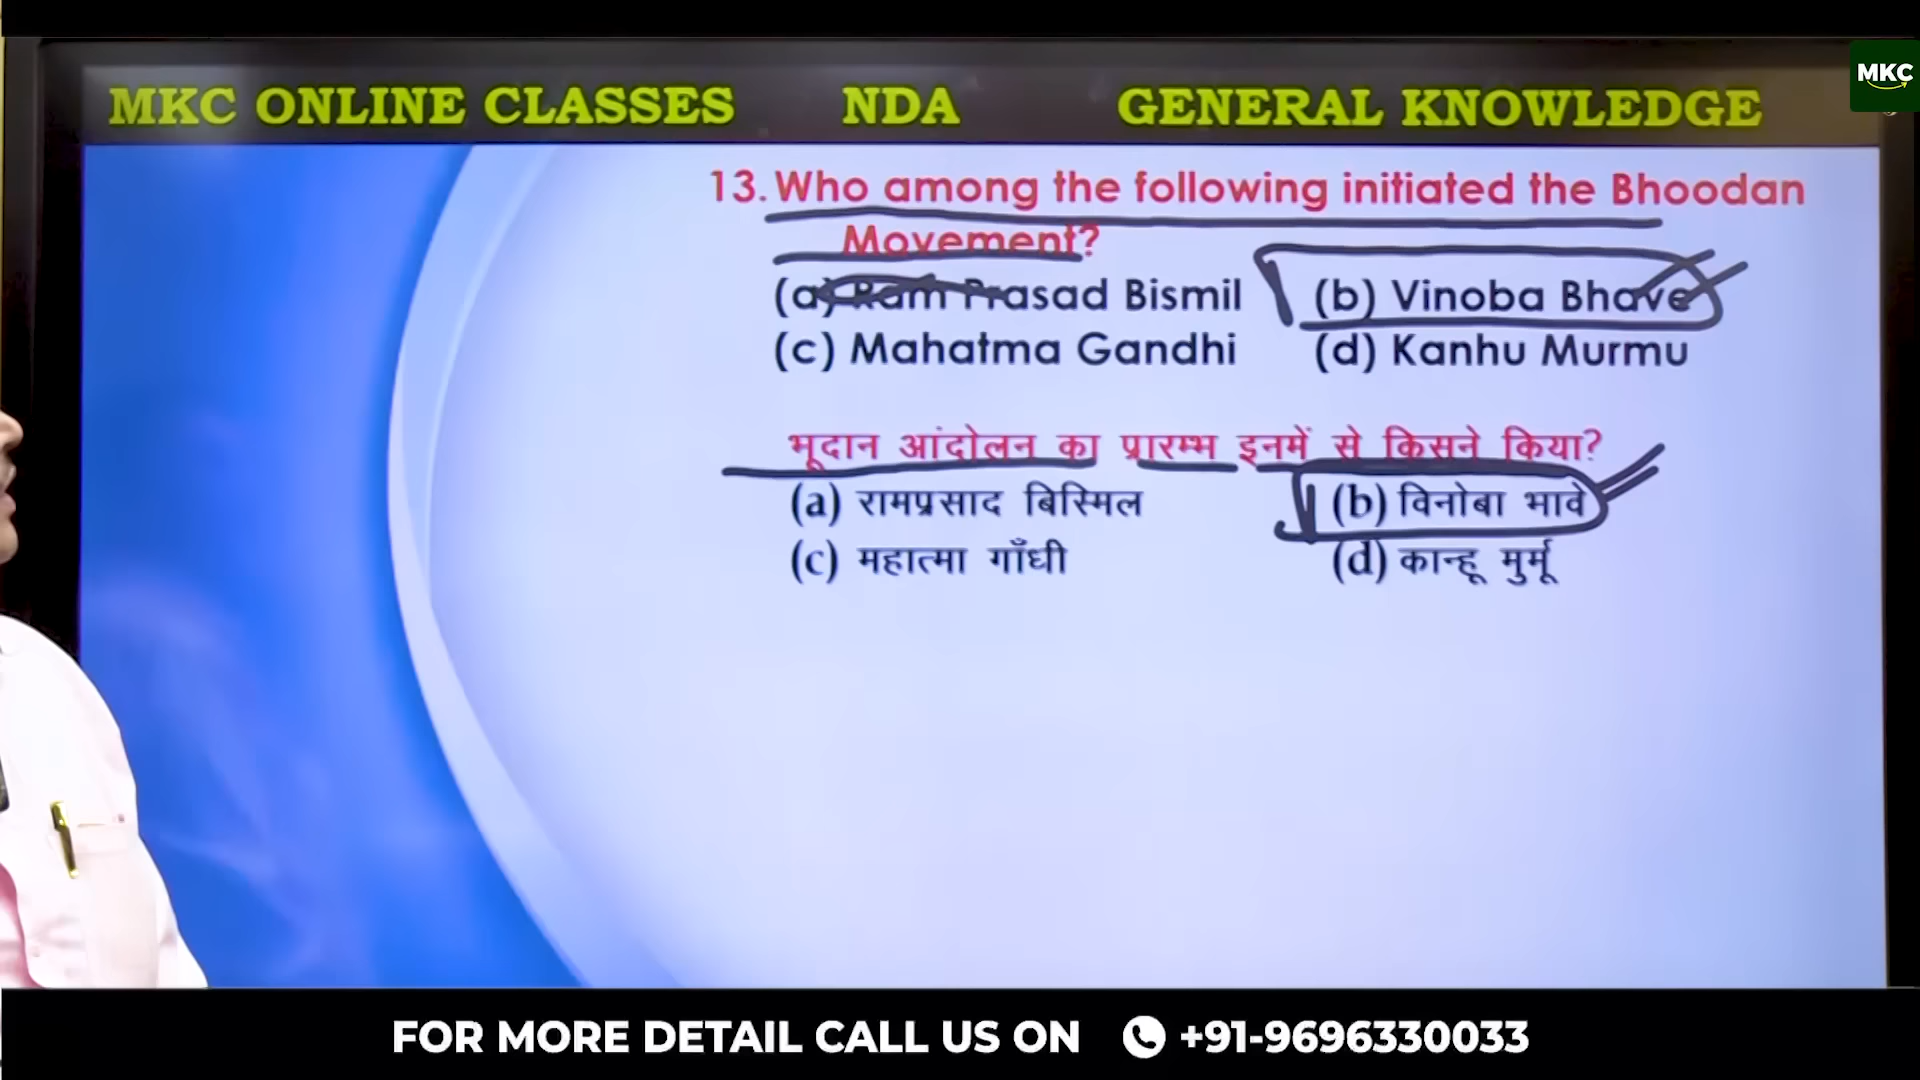 MKC
MKC ONLINE CLASSES NDA GENERAL KNOWLEDGE
13. Who among the following initiated the Bhoodan
Movement?
(a) Ram Prasad Bismil (b) Vinoba Bhave
(c) Mahatma Gandhi (d) Kanhu Murmu
भूदान आंदोलन का प्रारम्भ इनमें से किसने किया?
(a) रामप्रसाद बिस्मिल (b) विनोबा भावे
(c) महात्मा गाँधी (d) कान्हू मुर्मू
FOR MORE DETAIL CALL US ON +91-9696330033